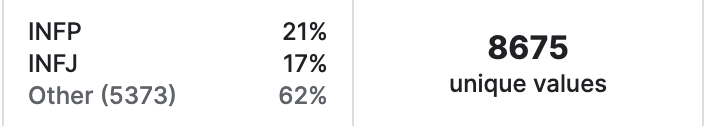 INFP 21%
INFJ 17%
Other (5373) 62%
8675
unique values